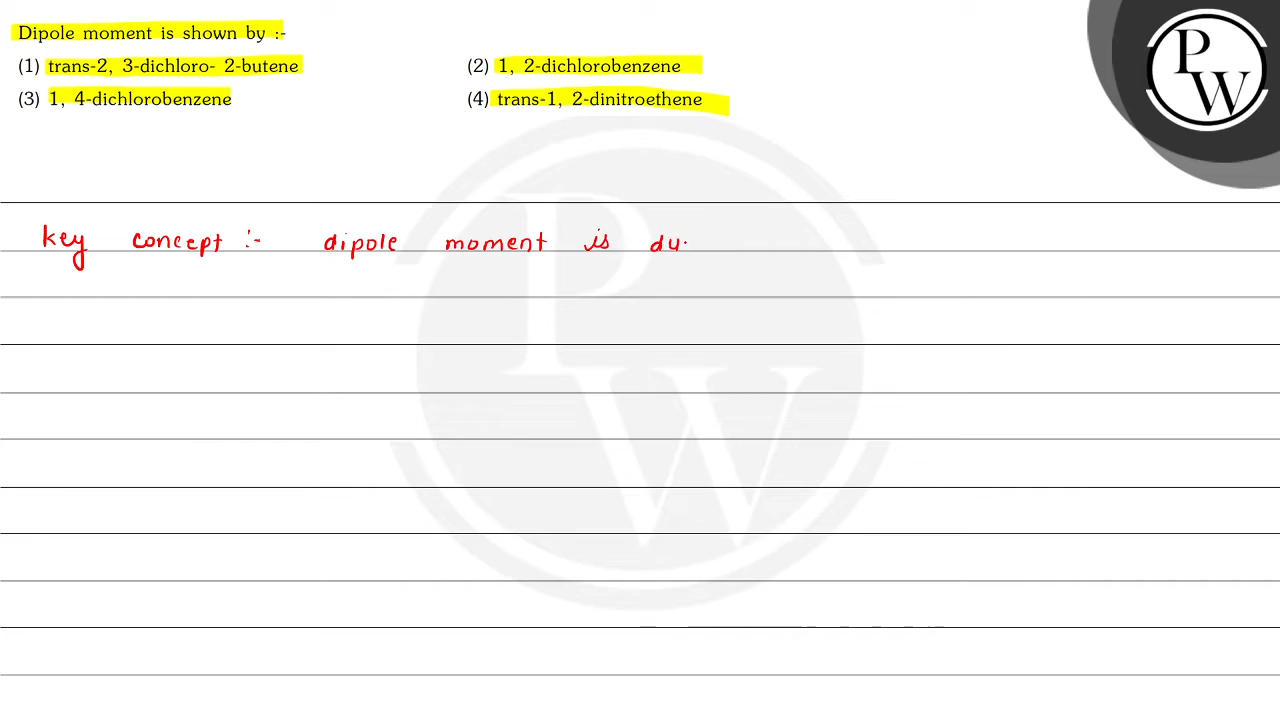 Dipole moment is shown by :-
(1) trans-2, 3-dichloro- 2-butene (2) 1, 2-dichlorobenzene
(3) 1, 4-dichlorobenzene (4) trans-1, 2-dinitroethene
P
W
key concept :- dipole moment is du
P
W